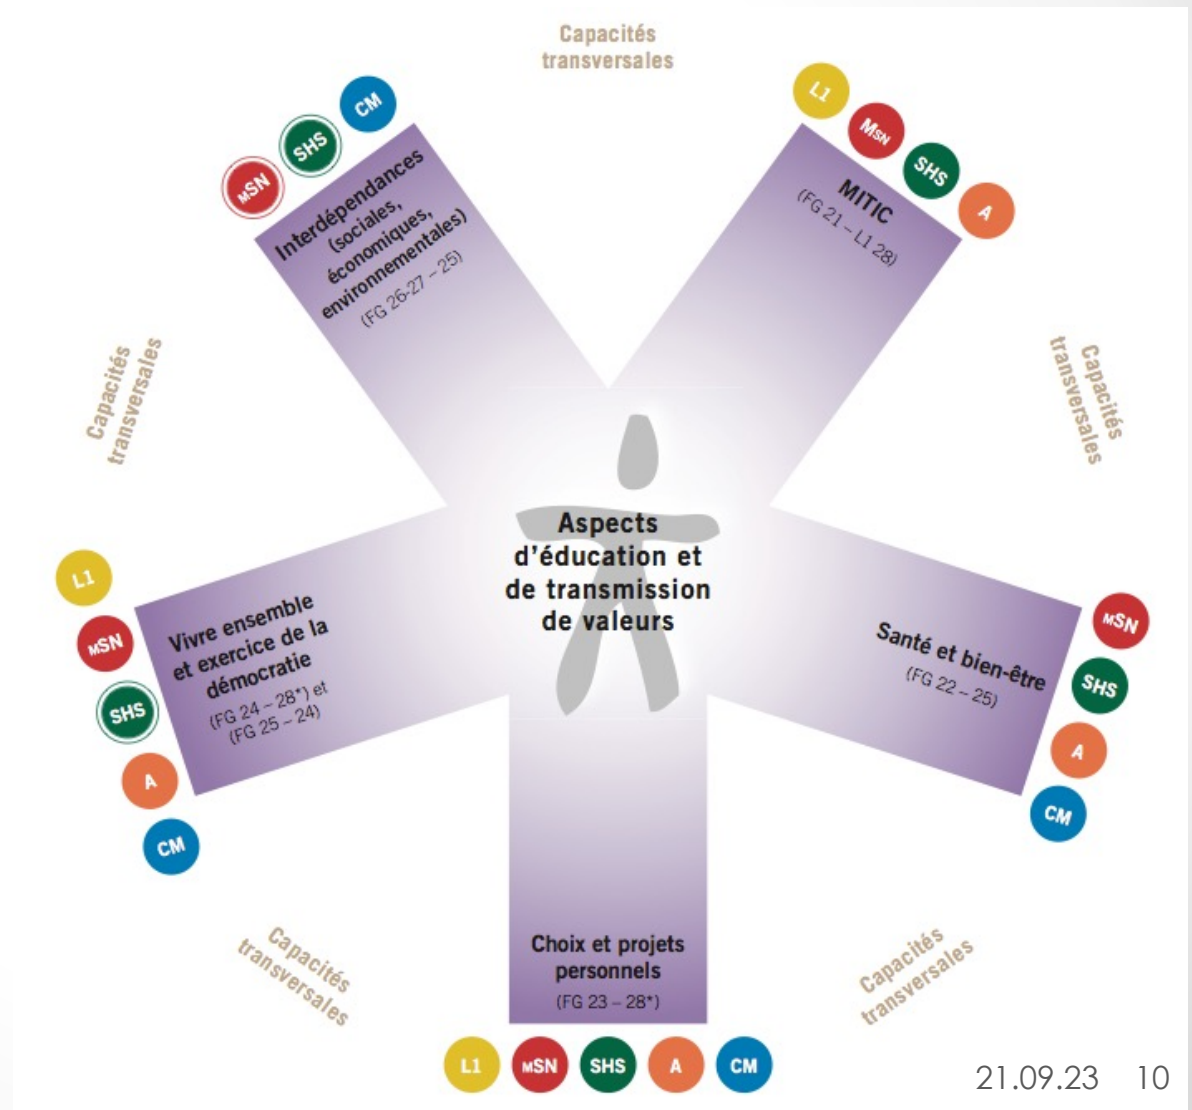 Capacités
transversales
CM
SHS
MSN
Interdépendances
(sociales,
économiques,
environnementales)
(FG 26-27 – 25)
L1
MSN
SHS
A
MITIC
(FG 21 – L1 28)
Capacités
transversales
Capacités
transversales
Aspects
d'éducation et
de transmission
de valeurs
L1
MSN
SHS
A
CM
Vivre ensemble
et exercice de la
démocratie
(FG 24 – 28*) et
(FG 25 – 24)
Santé et bien-être
(FG 22 – 25)
MSN
SHS
A
CM
Capacités
transversales
Choix et projets
personnels
(FG 23 – 28*)
Capacités
transversales
L1
MSN
SHS
A
CM
21.09.23 10